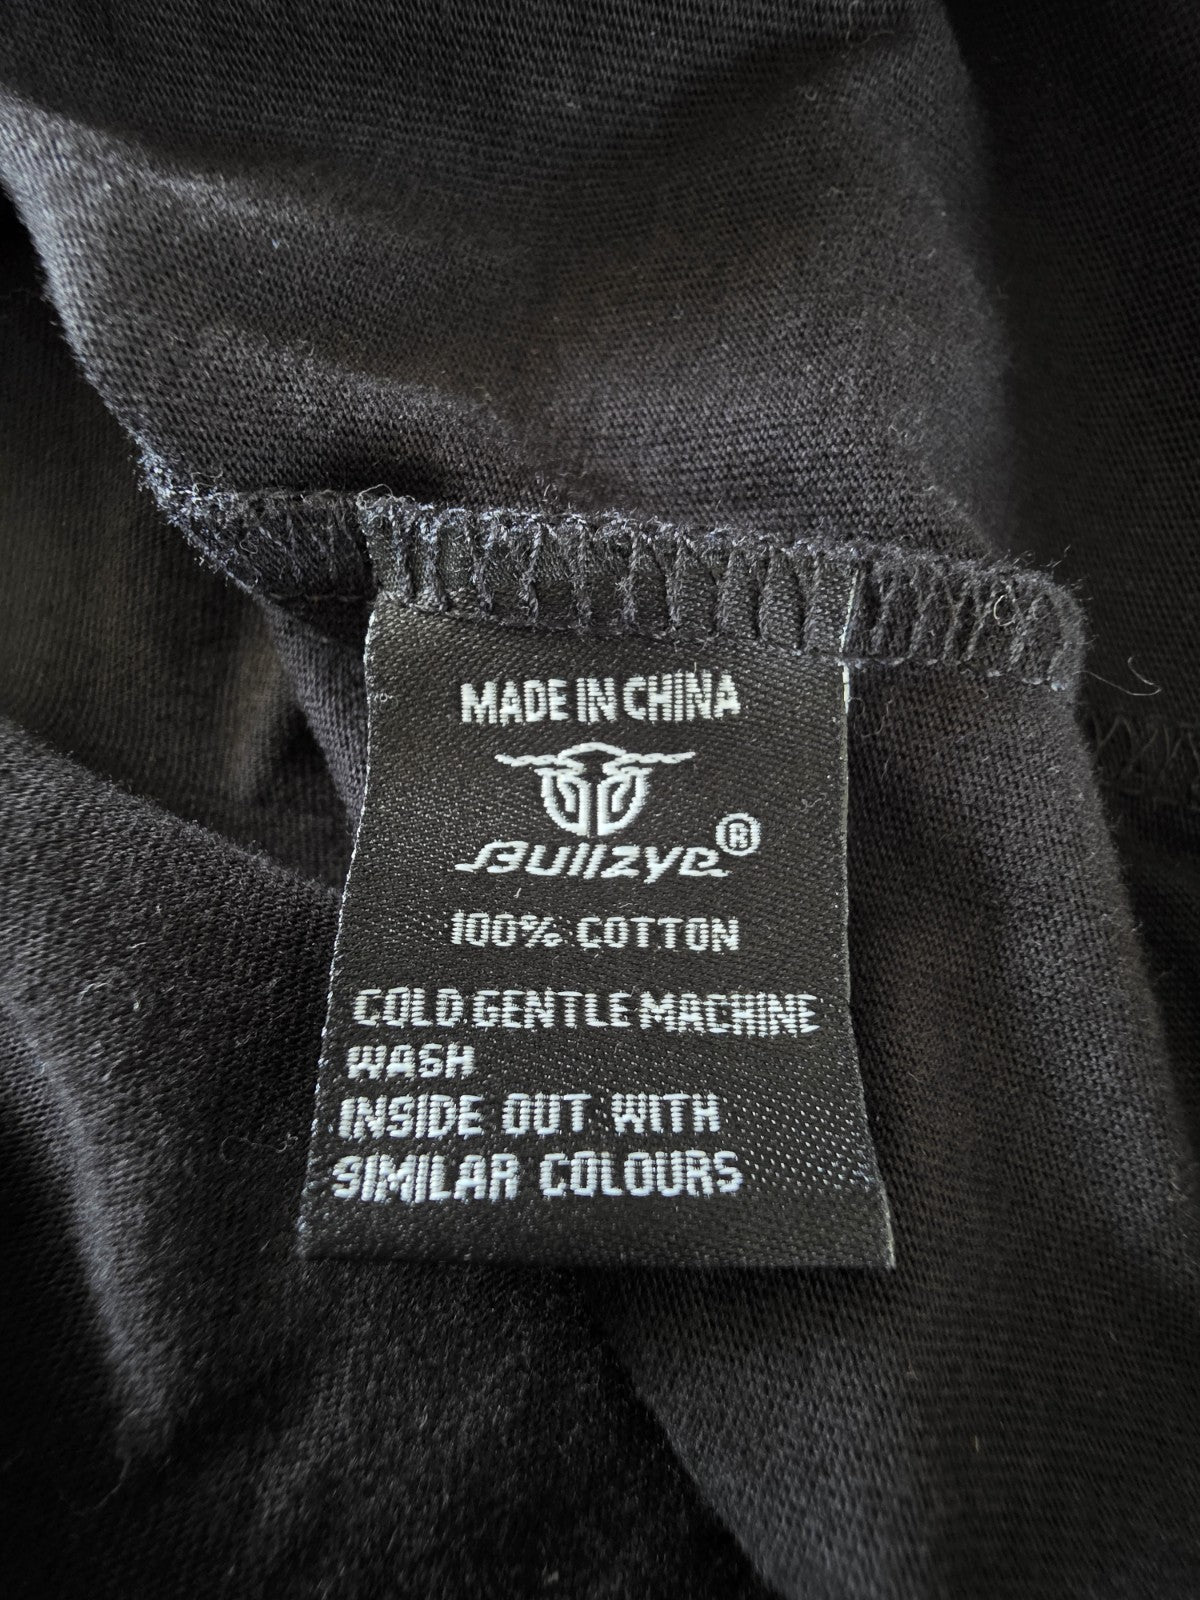 MADE IN CHINA
Bullzye®
100% COTTON
COLD GENTLE MACHINE
WASH
INSIDE OUT WITH
SIMILAR COLOURS